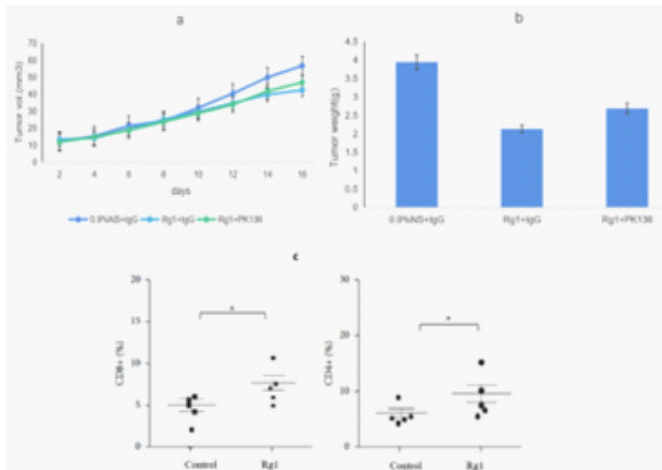 a
Tumor vol.(mm3)
70
60
50
40
30
20
10
0
2 4 6 8 10 12 14 16
days
0.9%NS+IgG Rg1+IgG Rg1+PK136
b
Tumor weight(g)
4.5
4
3.5
3
2.5
2
1.5
1
0.5
0
0.9%NS+IgG Rg1+IgG Rg1+PK136
c
CD8+ (%)
20
15
10
5
0
*
Control Rg1
CD4+ (%)
30
20
10
0
*
Control Rg1